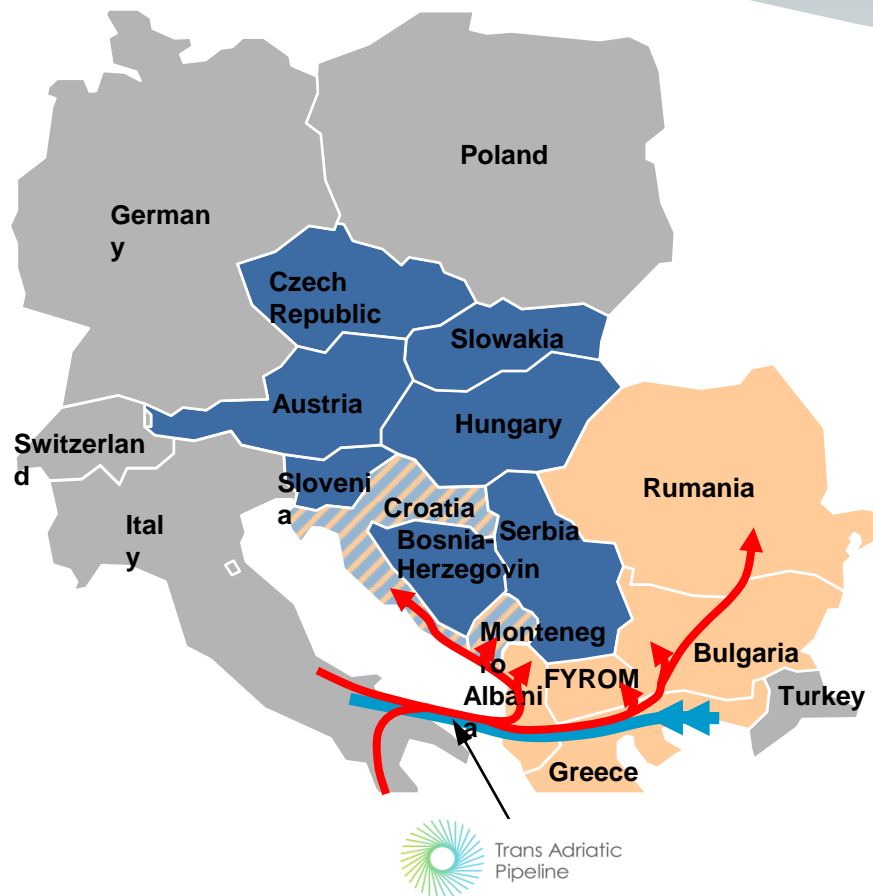 Poland
German
y
Czech
Republic
Slowakia
Austria
Hungary
Switzerlan
d
Sloveni
a
Croatia
Rumania
Ital
y
Serbia
Bosnia-
Herzegovin
Monteneg
ro
Bulgaria
FYROM
Albani
a
Turkey
Greece
Trans Adriatic
Pipeline